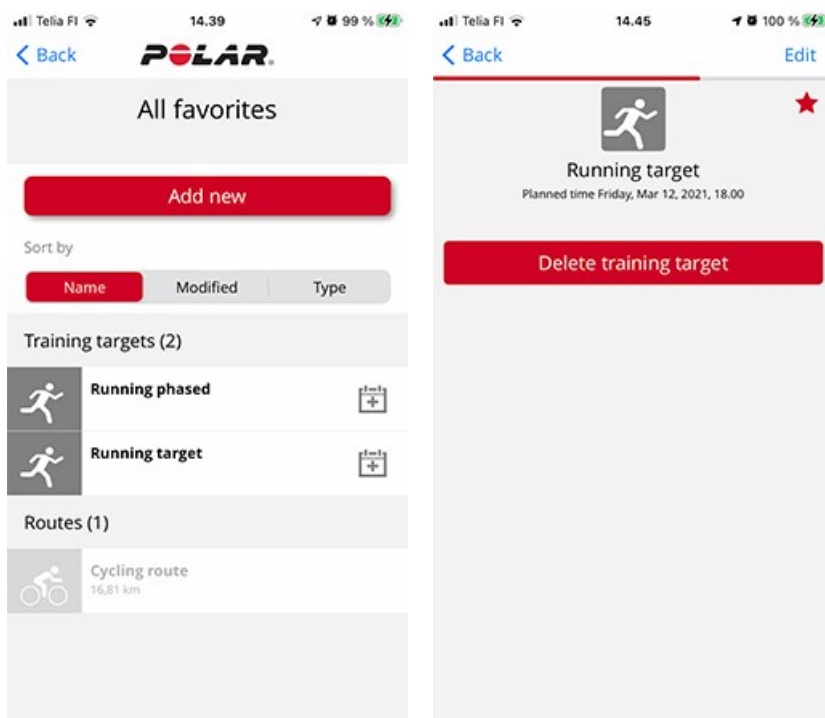 Telia FI 14.39 99 %
Back POLAR.
All favorites
Add new
Sort by
Name Modified Type
Training targets (2)
Running phased
Running target
Routes (1)
Cycling route
16,81 km
Telia FI 14.45 100 %
Back Edit
Running target
Planned time Friday, Mar 12, 2021, 18.00
Delete training target